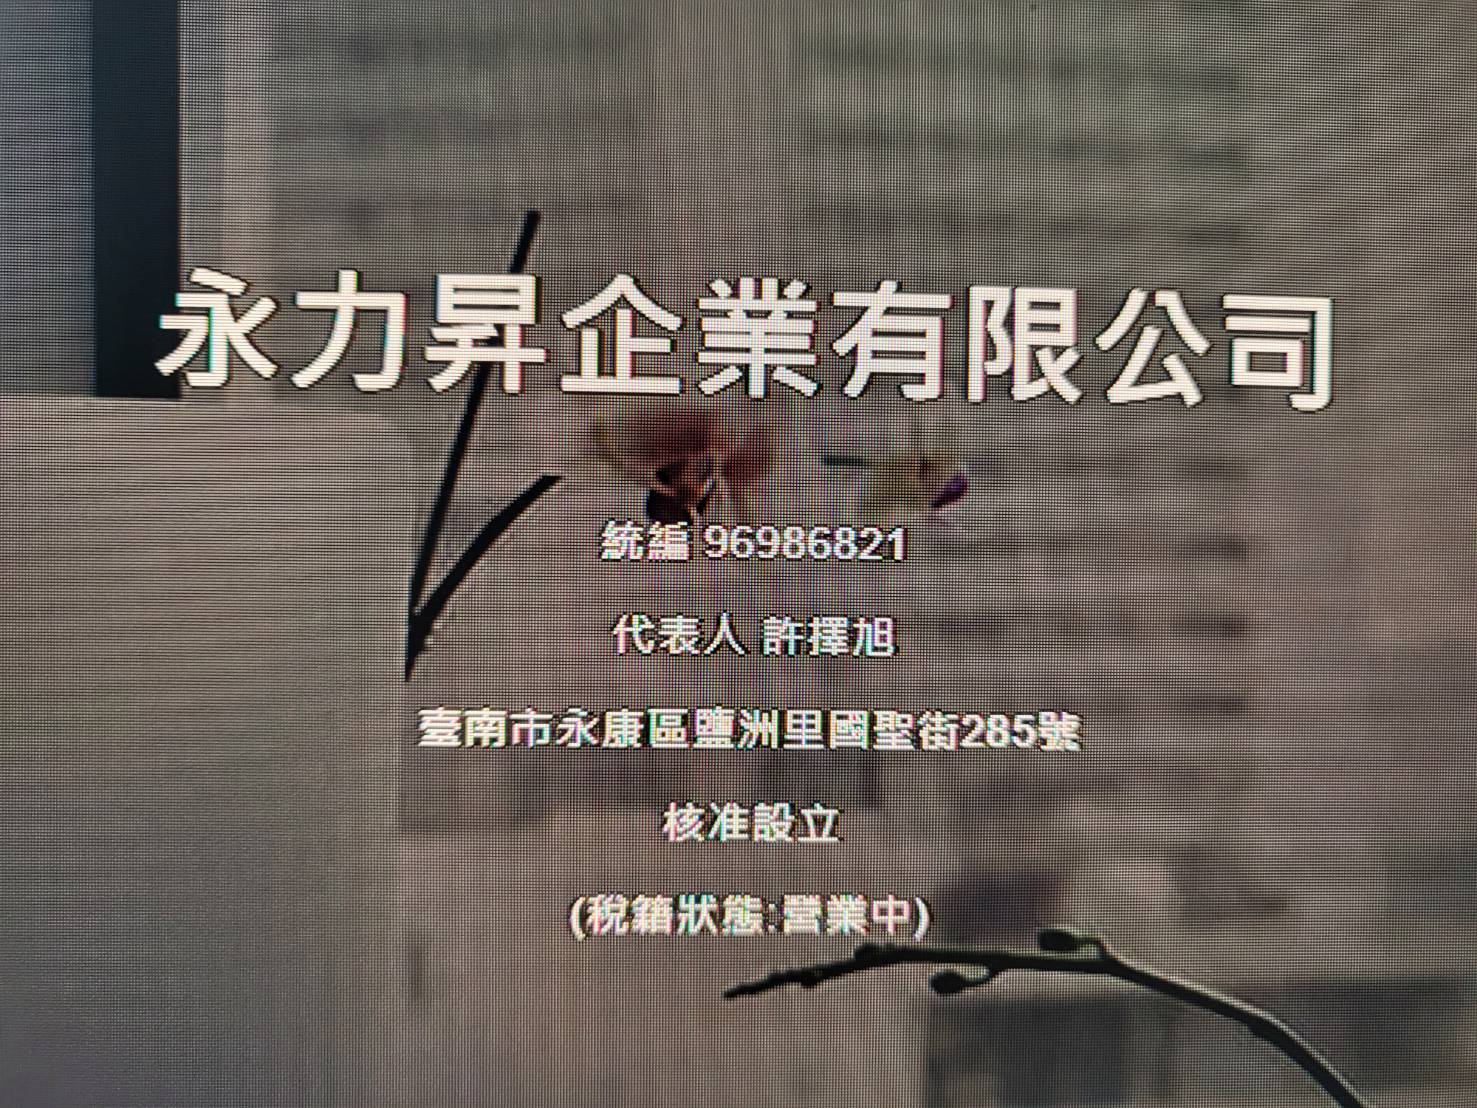 永力昇企業有限公司
統編 96986821
代表人 許擇旭
臺南市永康區鹽洲里國聖街285號
核准設立
(稅籍狀態:營業中)